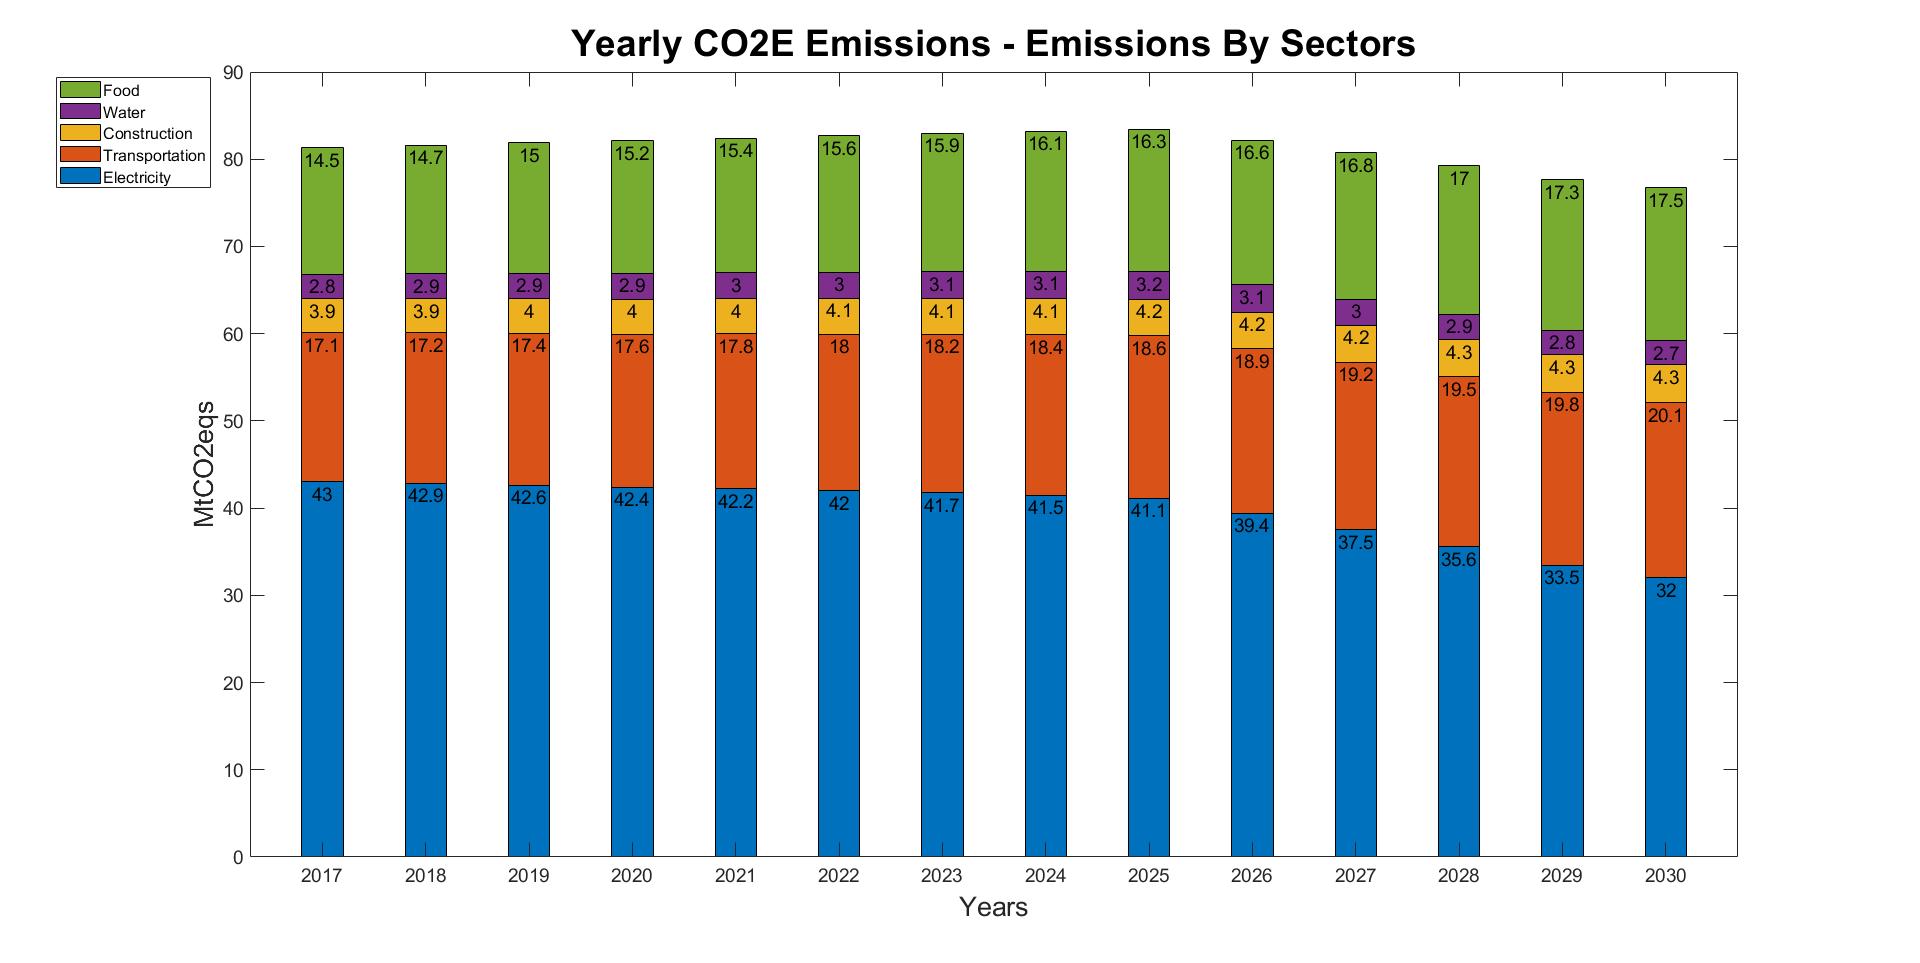 Yearly CO2E Emissions - Emissions By Sectors
Food
Water
Construction
Transportation
Electricity
MtCO2eqs
90
80
70
60
50
40
30
20
10
0
14.5 14.7 15 15.2 15.4 15.6 15.9 16.1 16.3 16.6 16.8 17 17.3 17.5
2.8 2.9 2.9 2.9 3 3 3.1 3.1 3.2 3.1 3 2.9 2.8 2.7
3.9 3.9 4 4 4 4.1 4.1 4.1 4.2 4.2 4.2 4.3 4.3 4.3
17.1 17.2 17.4 17.6 17.8 18 18.2 18.4 18.6 18.9 19.2 19.5 19.8 20.1
43 42.9 42.6 42.4 42.2 42 41.7 41.5 41.1 39.4 37.5 35.6 33.5 32
2017 2018 2019 2020 2021 2022 2023 2024 2025 2026 2027 2028 2029 2030
Years